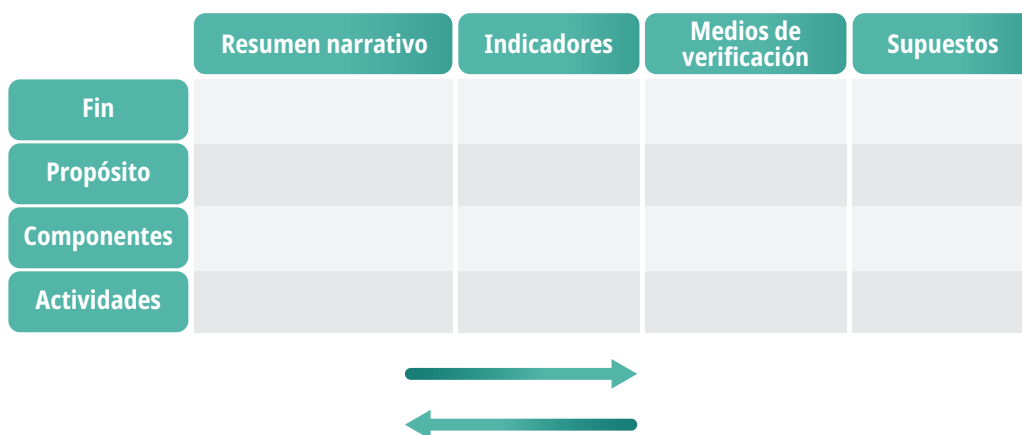 Resumen narrativo
Indicadores
Medios de
verificación
Supuestos
Fin
Propósito
Componentes
Actividades